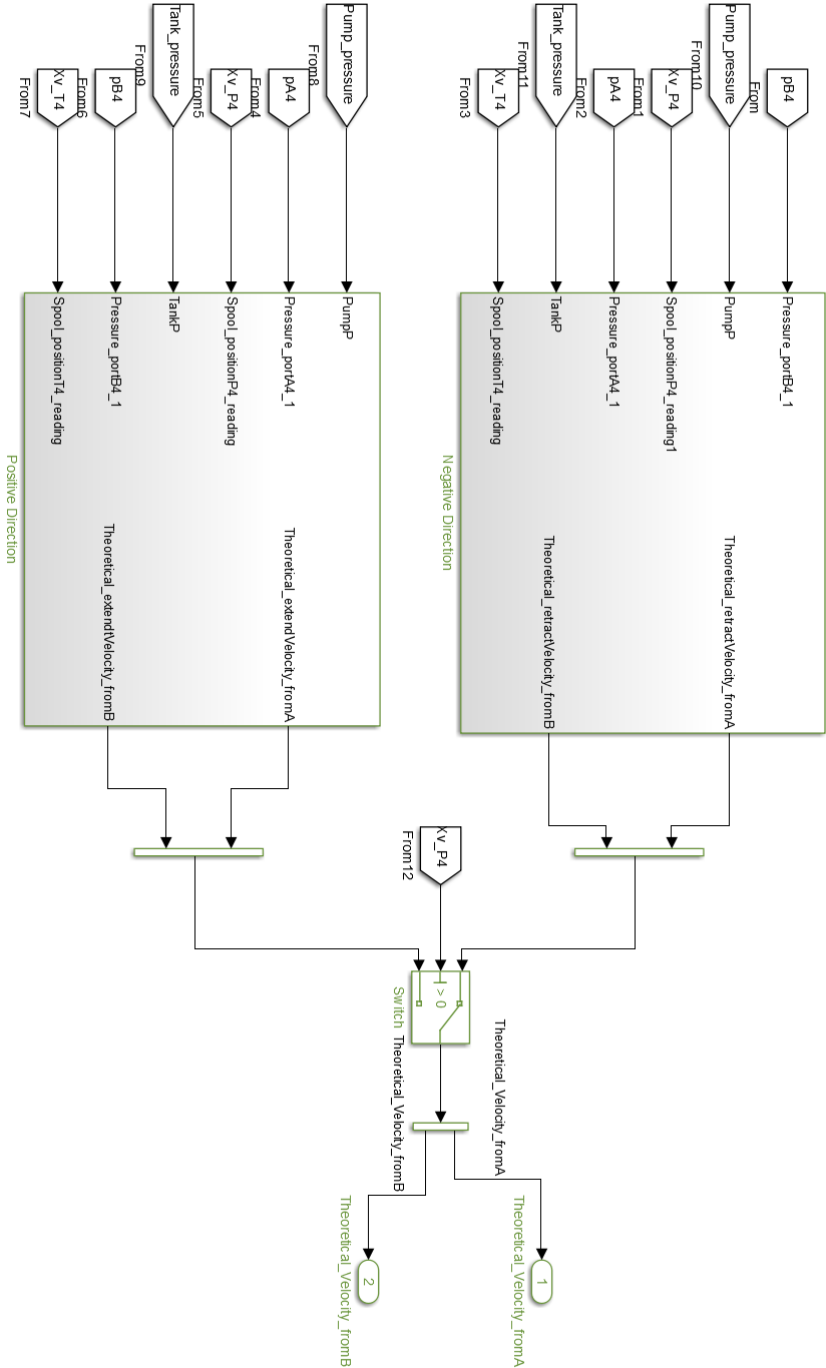 pB4
From
Pressure_portB4_1
Pump_pressure
From10
PumpP
Theoretical_retractVelocity_fromA
Xv_P4
From1
Spool_positionP4_reading1
pA4
From2
Pressure_portA4_1
Tank_pressure
From11
TankP
Theoretical_retractVelocity_fromB
Xv_T4
From3
Spool_positionT4_reading
Negative Direction
Xv_P4
From12
> 0
Switch
Theoretical_Velocity_fromA
Theoretical_Velocity_fromB
1
Theoretical_Velocity_fromA
2
Theoretical_Velocity_fromB
Pump_pressure
From8
PumpP
pA4
From4
Pressure_portA4_1
Theoretical_extendVelocity_fromA
Xv_P4
From5
Spool_positionP4_reading
Tank_pressure
From9
TankP
pB4
From6
Pressure_portB4_1
Theoretical_extendtVelocity_fromB
Xv_T4
From7
Spool_positionT4_reading
Positive Direction